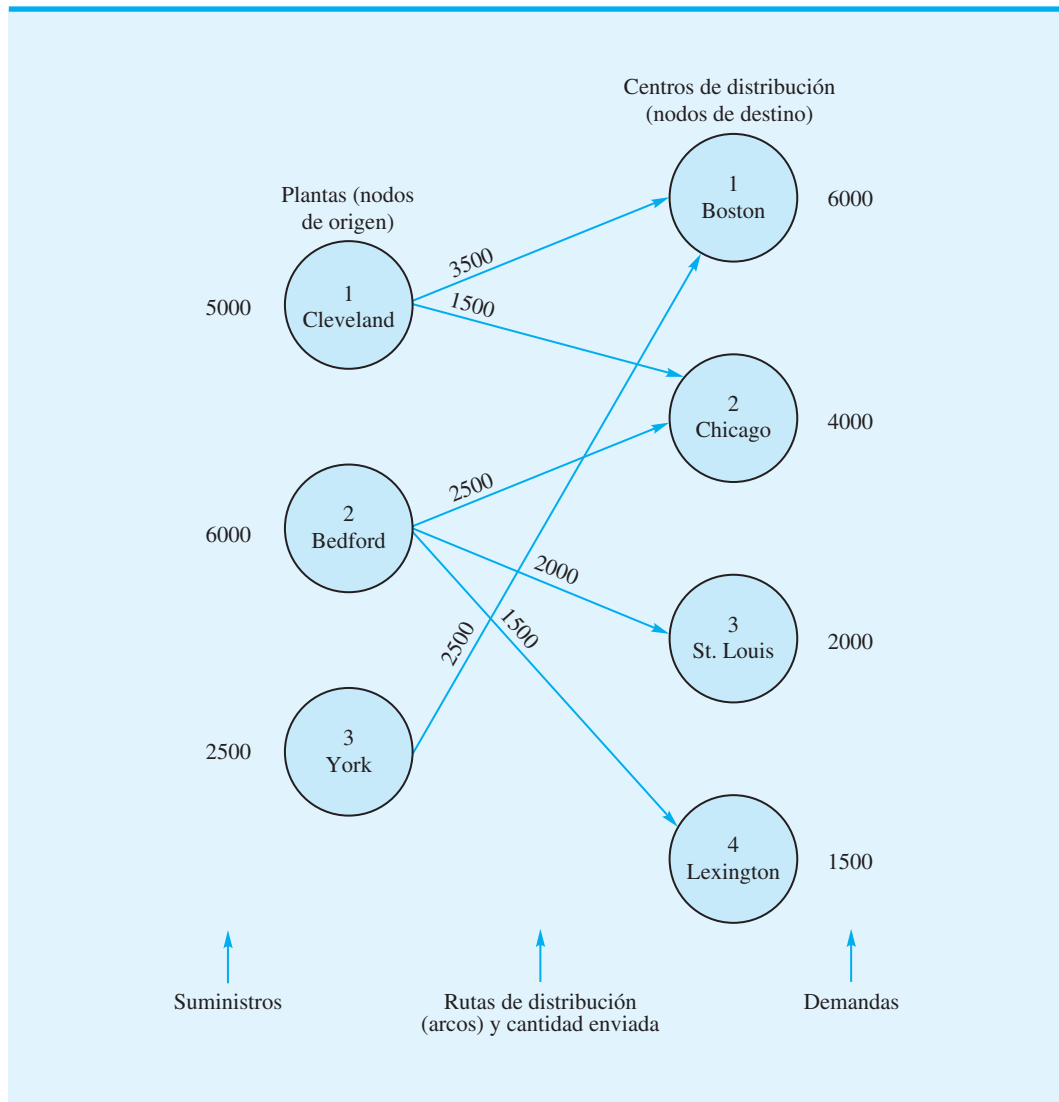 Centros de distribución
(nodos de destino)
Plantas (nodos
de origen)
1
Boston
6000
3500
1500
5000
1
Cleveland
2
Chicago
4000
2500
6000
2
Bedford
2000
1500
2500
3
St. Louis
2000
2500
3
York
4
Lexington
1500
Suministros
Rutas de distribución
(arcos) y cantidad enviada
Demandas